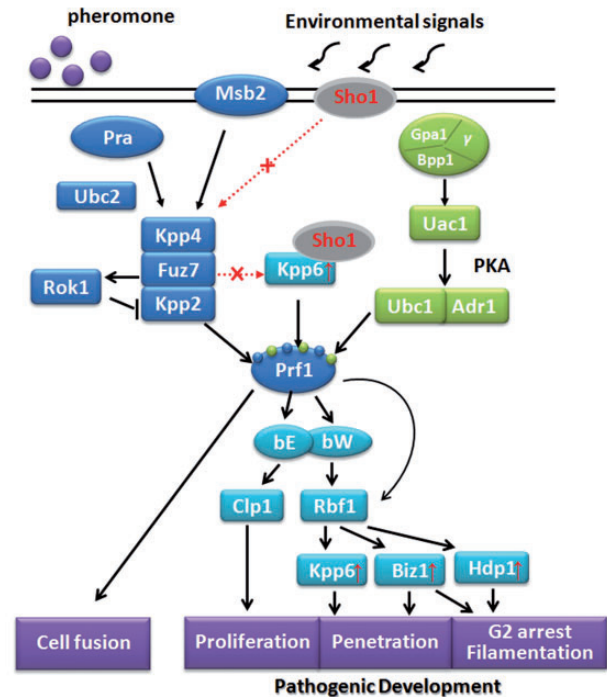 pheromone
Environmental signals
Msb2
Sho1
Pra
Gpa1
γ
Bpp1
Ubc2
Kpp4
Sho1
Uac1
Fuz7
Kpp6↑
PKA
Rok1
Kpp2
Ubc1
Adr1
Prf1
bE
bW
Clp1
Rbf1
Kpp6↑
Biz1↑
Hdp1↑
Cell fusion
Proliferation
Penetration
G2 arrest
Filamentation
Pathogenic Development